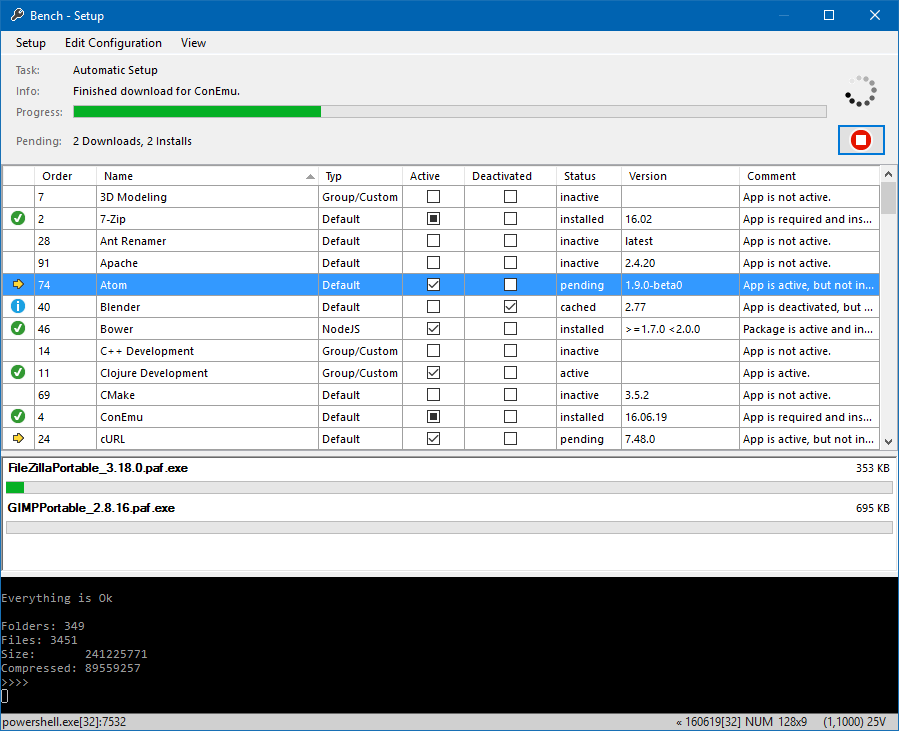 Bench - Setup
Setup Edit Configuration View
Task: Automatic Setup
Info: Finished download for ConEmu.
Progress:
Pending: 2 Downloads, 2 Installs
Order Name Typ Active Deactivated Status Version Comment
7 3D Modeling Group/Custom inactive App is not active.
2 7-Zip Default installed 16.02 App is required and ins...
28 Ant Renamer Default inactive latest App is not active.
91 Apache Default inactive 2.4.20 App is not active.
74 Atom Default pending 1.9.0-beta0 App is active, but not in...
40 Blender Default cached 2.77 App is deactivated, but ...
46 Bower NodeJS installed >=1.7.0 <2.0.0 Package is active and in...
14 C++ Development Group/Custom inactive App is not active.
11 Clojure Development Group/Custom active App is active.
69 CMake Default inactive 3.5.2 App is not active.
4 ConEmu Default installed 16.06.19 App is required and ins...
24 cURL Default pending 7.48.0 App is active, but not in...
FileZillaPortable_3.18.0.paf.exe 353 KB
GIMPPortable_2.8.16.paf.exe 695 KB
Everything is Ok
Folders: 349
Files: 3451
Size: 241225771
Compressed: 89559257
>>>>
powershell.exe[32]:7532 « 160619[32] NUM 128x9 (1,1000) 25V